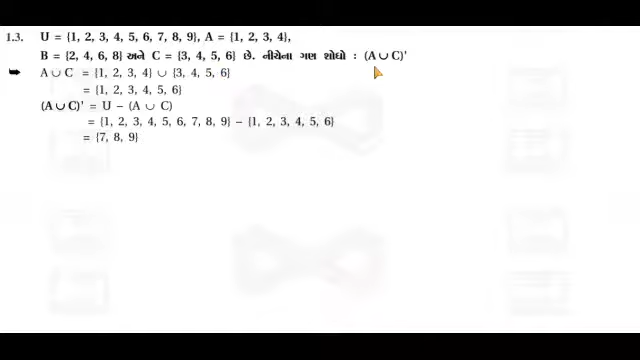 1.3. U = {1, 2, 3, 4, 5, 6, 7, 8, 9}, A = {1, 2, 3, 4},
B = {2, 4, 6, 8} અને C = {3, 4, 5, 6} છે. નીચેના ગણ શોધો : (A ∪ C)'
➥ A ∪ C = {1, 2, 3, 4} ∪ {3, 4, 5, 6}
= {1, 2, 3, 4, 5, 6}
(A ∪ C)' = U − (A ∪ C)
= {1, 2, 3, 4, 5, 6, 7, 8, 9} − {1, 2, 3, 4, 5, 6}
= {7, 8, 9}